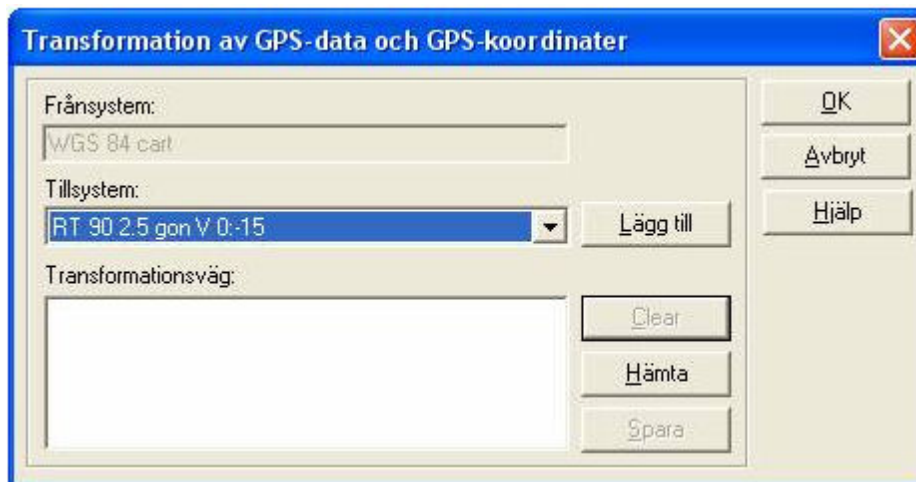 Transformation av GPS-data och GPS-koordinater
Frånsystem:
WGS 84 cart
Tillsystem:
RT 90 2.5 gon V 0:-15
Lägg till
Transformationsväg:
Clear
Hämta
Spara
OK
Avbryt
Hjälp